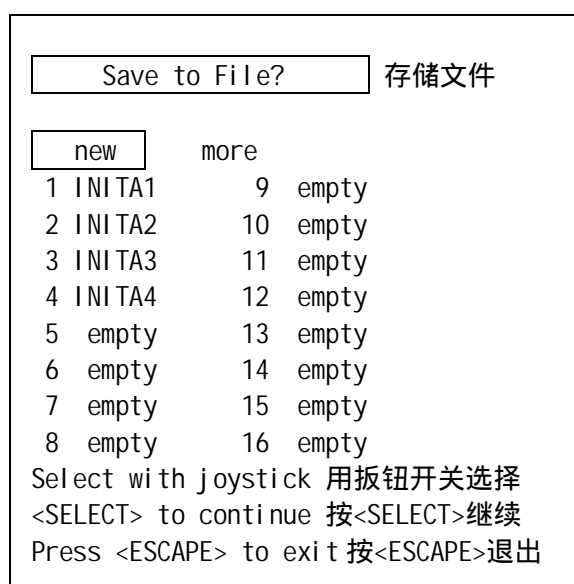 Save to File? 存储文件
new more
1 INITA1 9 empty
2 INITA2 10 empty
3 INITA3 11 empty
4 INITA4 12 empty
5 empty 13 empty
6 empty 14 empty
7 empty 15 empty
8 empty 16 empty
Select with joystick 用扳钮开关选择
<SELECT> to continue 按<SELECT>继续
Press <ESCAPE> to exit 按<ESCAPE>退出